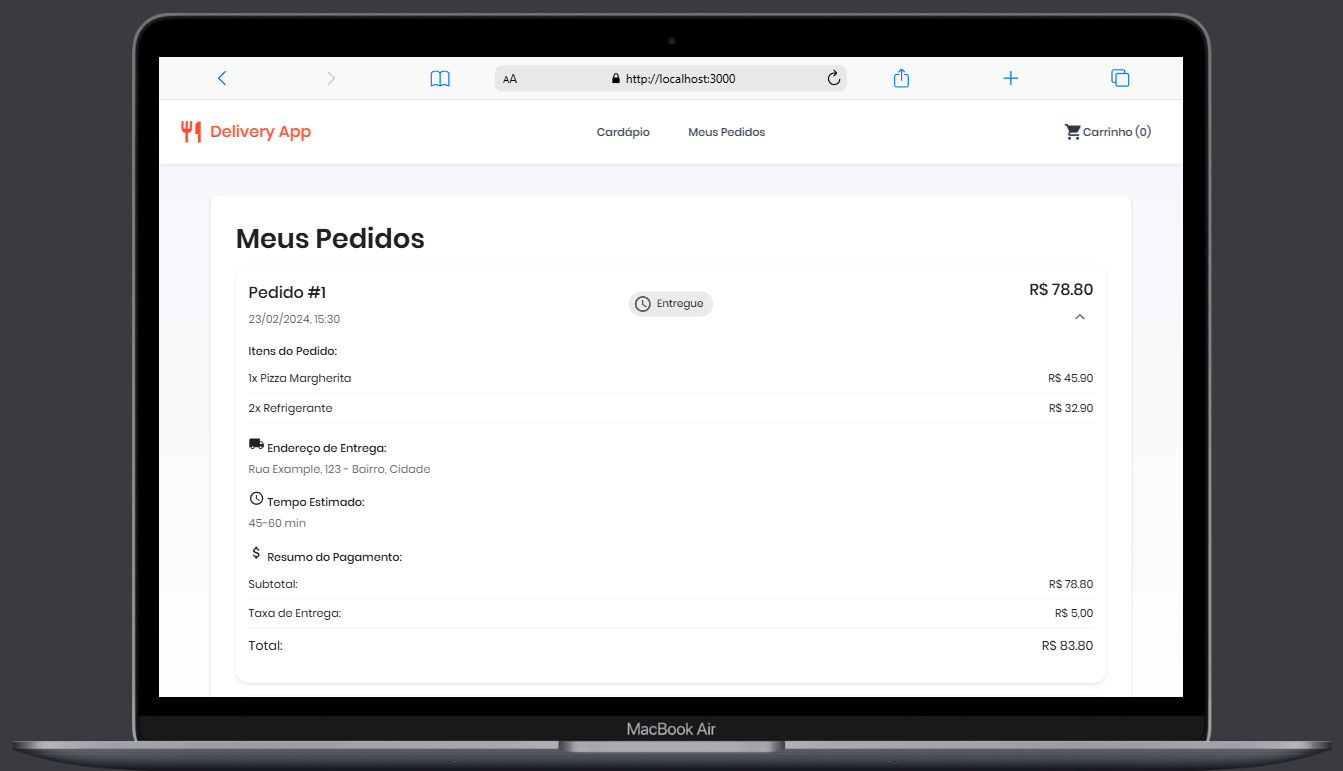 AA
http://localhost:3000
Delivery App
Cardápio
Meus Pedidos
Carrinho (0)
Meus Pedidos
Pedido #1
Entregue
R$ 78.80
23/02/2024, 15:30
Itens do Pedido:
1x Pizza Margherita R$ 45.90
2x Refrigerante R$ 32.90
Endereço de Entrega:
Rua Example, 123 - Bairro, Cidade
Tempo Estimado:
45-60 min
$ Resumo do Pagamento:
Subtotal: R$ 78.80
Taxa de Entrega: R$ 5,00
Total: R$ 83.80
MacBook Air